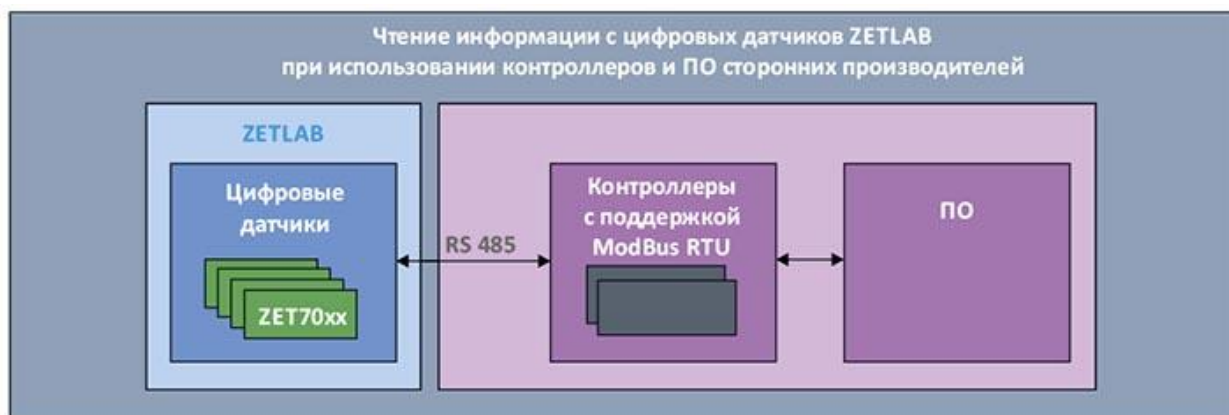 Чтение информации с цифровых датчиков ZETLAB
при использовании контроллеров и ПО сторонних производителей
ZETLAB
Цифровые
датчики
ZET70xx
RS 485
Контроллеры
с поддержкой
ModBus RTU
ПО